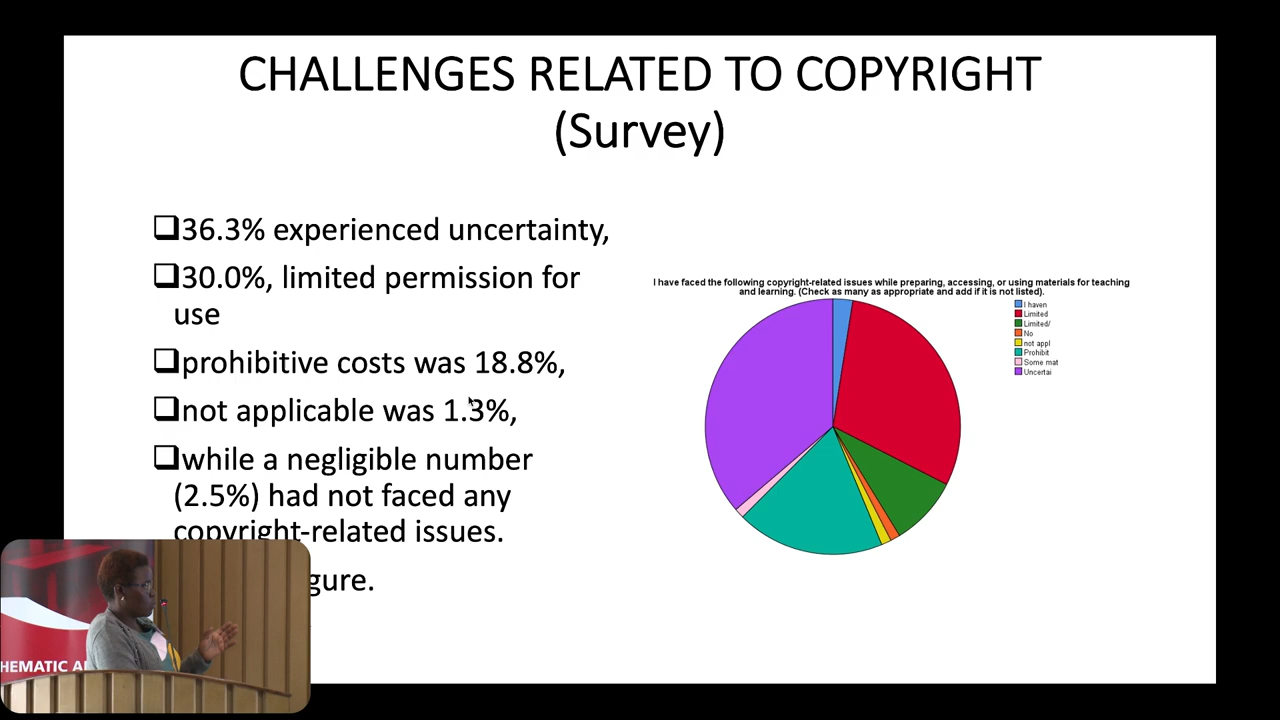 CHALLENGES RELATED TO COPYRIGHT
(Survey)
36.3% experienced uncertainty,
30.0%, limited permission for
use
prohibitive costs was 18.8%,
not applicable was 1.3%,
while a negligible number
(2.5%) had not faced any
copyright-related issues.
gure.
I have faced the following copyright-related issues while preparing, accessing, or using materials for teaching
and learning. (Check as many as appropriate and add if it is not listed).
I haven
Limited
Limited/
No
not appl
Prohibit
Some mat
Uncertai
HEMATIC A